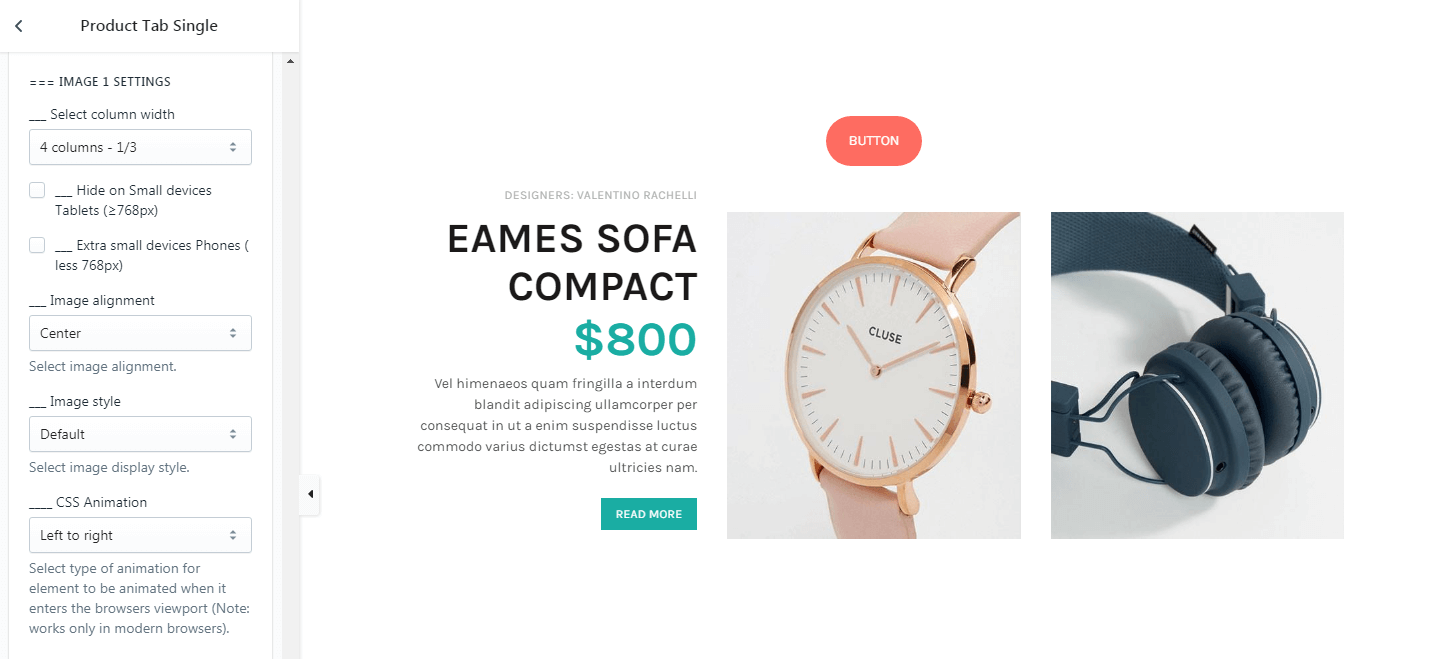 Product Tab Single
=== IMAGE 1 SETTINGS
___ Select column width
4 columns - 1/3
___ Hide on Small devices
Tablets (≥768px)
___ Extra small devices Phones (
less 768px)
___ Image alignment
Center
Select image alignment.
___ Image style
Default
Select image display style.
____ CSS Animation
Left to right
Select type of animation for
element to be animated when it
enters the browsers viewport (Note:
works only in modern browsers).
BUTTON
DESIGNERS: VALENTINO RACHELLI
EAMES SOFA
COMPACT
$800
Vel himenaeos quam fringilla a interdum
blandit adipiscing ullamcorper per
consequat in ut a enim suspendisse luctus
commodo varius dictumst egestas at curae
ultricies nam.
READ MORE
CLUSE